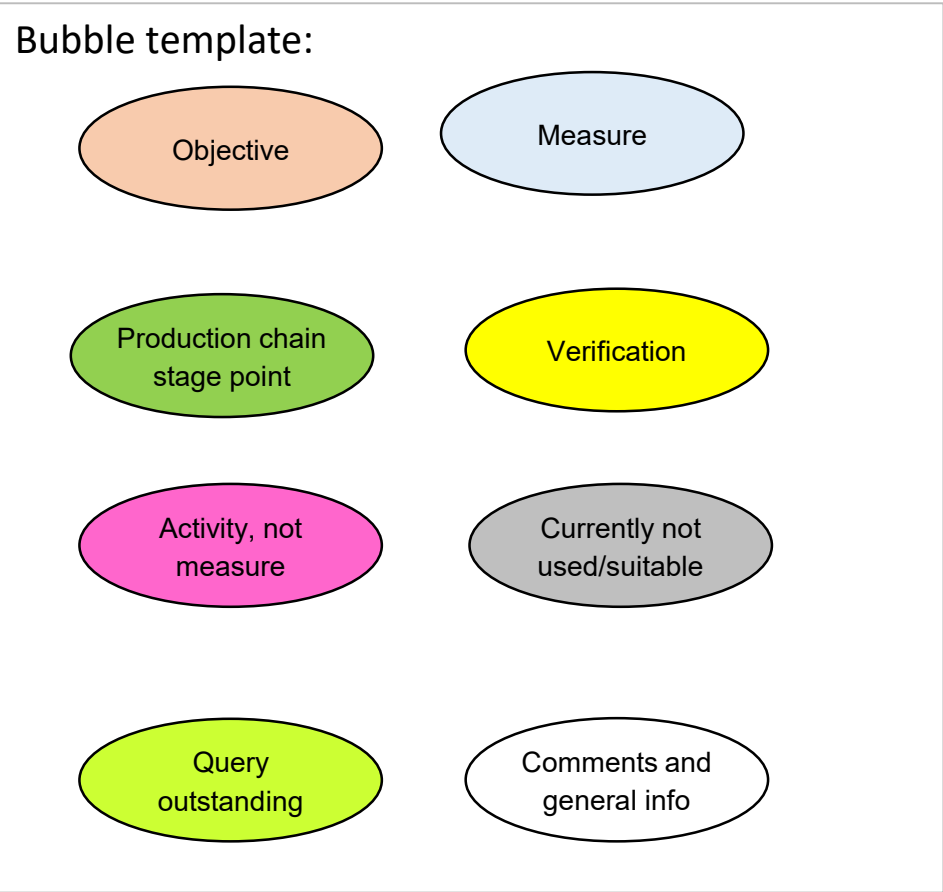 Bubble template:
Objective
Measure
Production chain
stage point
Verification
Activity, not
measure
Currently not
used/suitable
Query
outstanding
Comments and
general info